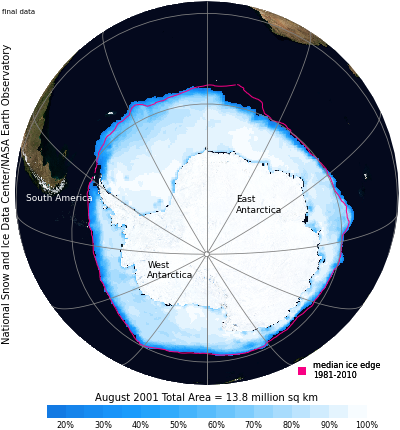 final data
National Snow and Ice Data Center/NASA Earth Observatory
South America
East
Antarctica
West
Antarctica
median ice edge
1981-2010
August 2001 Total Area = 13.8 million sq km
20% 30% 40% 50% 60% 70% 80% 90% 100%